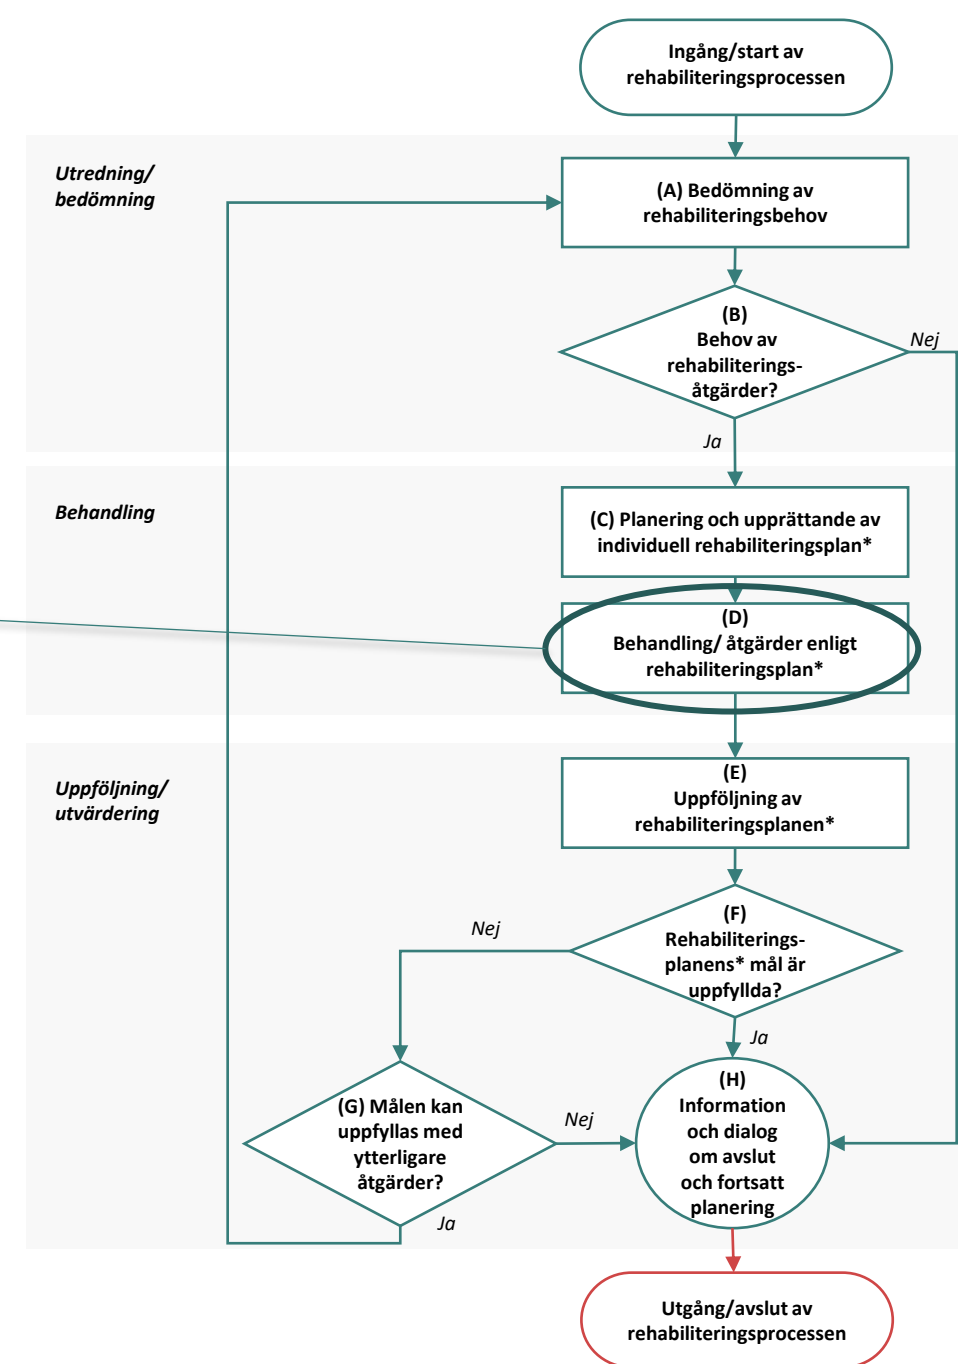 Ingång/start av
rehabiliteringsprocessen
Utredning/
bedömning
(A) Bedömning av
rehabiliteringsbehov
(B)
Behov av
rehabiliterings-
åtgärder?
Nej
Ja
Behandling
(C) Planering och upprättande av
individuell rehabiliteringsplan*
(D)
Behandling/ åtgärder enligt
rehabiliteringsplan*
Uppföljning/
utvärdering
(E)
Uppföljning av
rehabiliteringsplanen*
(F)
Rehabiliterings-
planens* mål är
uppfyllda?
Nej
Ja
(G) Målen kan
uppfyllas med
ytterligare
åtgärder?
Nej
Ja
(H)
Information
och dialog
om avslut
och fortsatt
planering
Utgång/avslut av
rehabiliteringsprocessen